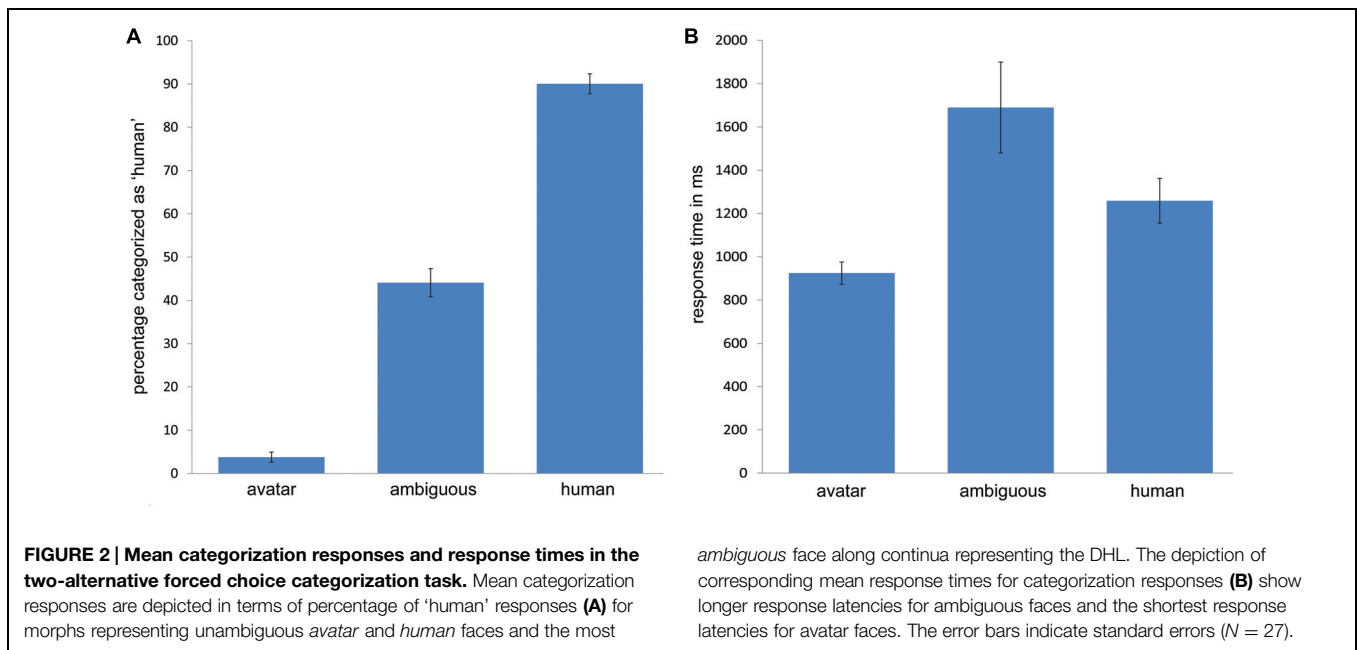 A
100
90
80
70
60
50
40
30
20
10
0
percentage categorized as 'human'
avatar ambiguous human
B
2000
1800
1600
1400
1200
1000
800
600
400
200
0
response time in ms
avatar ambiguous human
FIGURE 2 | Mean categorization responses and response times in the
two-alternative forced choice categorization task. Mean categorization
responses are depicted in terms of percentage of 'human' responses (A) for
morphs representing unambiguous avatar and human faces and the most
ambiguous face along continua representing the DHL. The depiction of
corresponding mean response times for categorization responses (B) show
longer response latencies for ambiguous faces and the shortest response
latencies for avatar faces. The error bars indicate standard errors (N = 27).